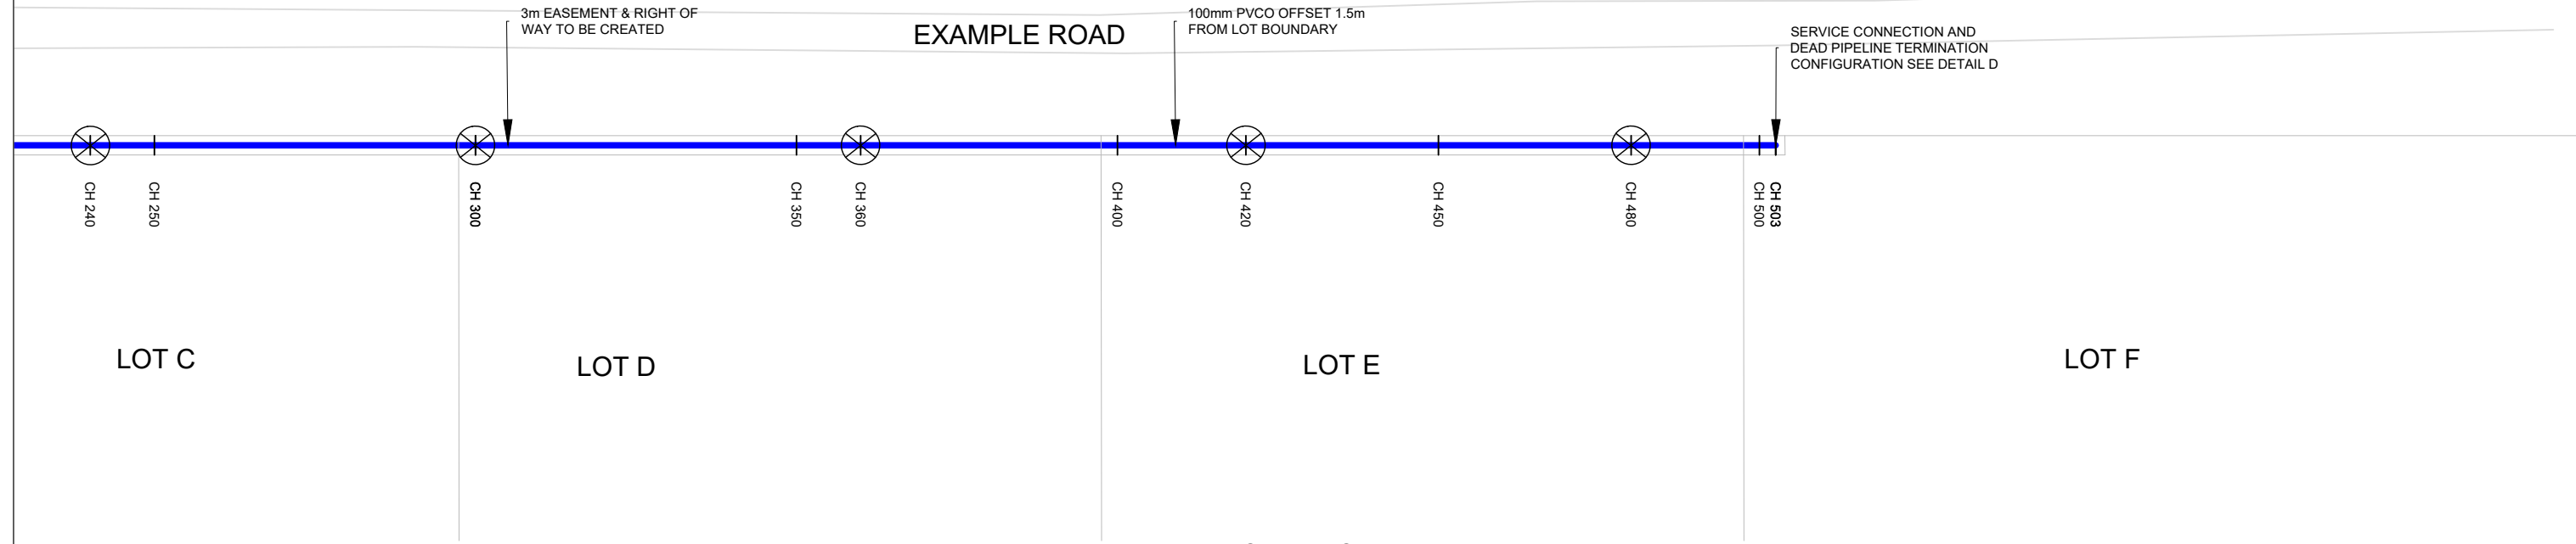 3m EASEMENT & RIGHT OF
WAY TO BE CREATED
EXAMPLE ROAD
100mm PVCO OFFSET 1.5m
FROM LOT BOUNDARY
SERVICE CONNECTION AND
DEAD PIPELINE TERMINATION
CONFIGURATION SEE DETAIL D
CH 240
CH 250
CH 300
CH 350
CH 360
CH 400
CH 420
CH 450
CH 480
CH 500
CH 503
LOT C
LOT D
LOT E
LOT F